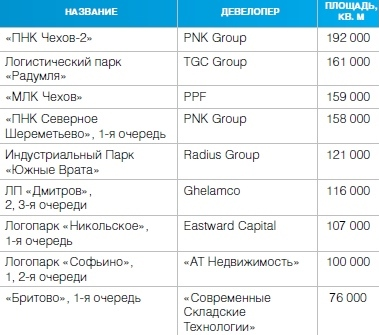 НАЗВАНИЕ ДЕВЕЛОПЕР ПЛОЩАДЬ,
КВ. М
«ПНК Чехов-2» PNK Group 192 000
Логистический парк TGC Group 161 000
«Радумля»
«МЛК Чехов» PPF 159 000
«ПНК Северное PNK Group 158 000
Шереметьево», 1-я очередь
Индустриальный Парк Radius Group 121 000
«Южные Врата»
ЛП «Дмитров», Ghelamco 116 000
2, 3-я очереди
Логопарк «Никольское», Eastward Capital 107 000
1-я очередь
Логопарк «Софьино», «АТ Недвижимость» 100 000
1, 2-я очереди
«Бритово», 1-я очередь «Современные 76 000
Складские
Технологии»